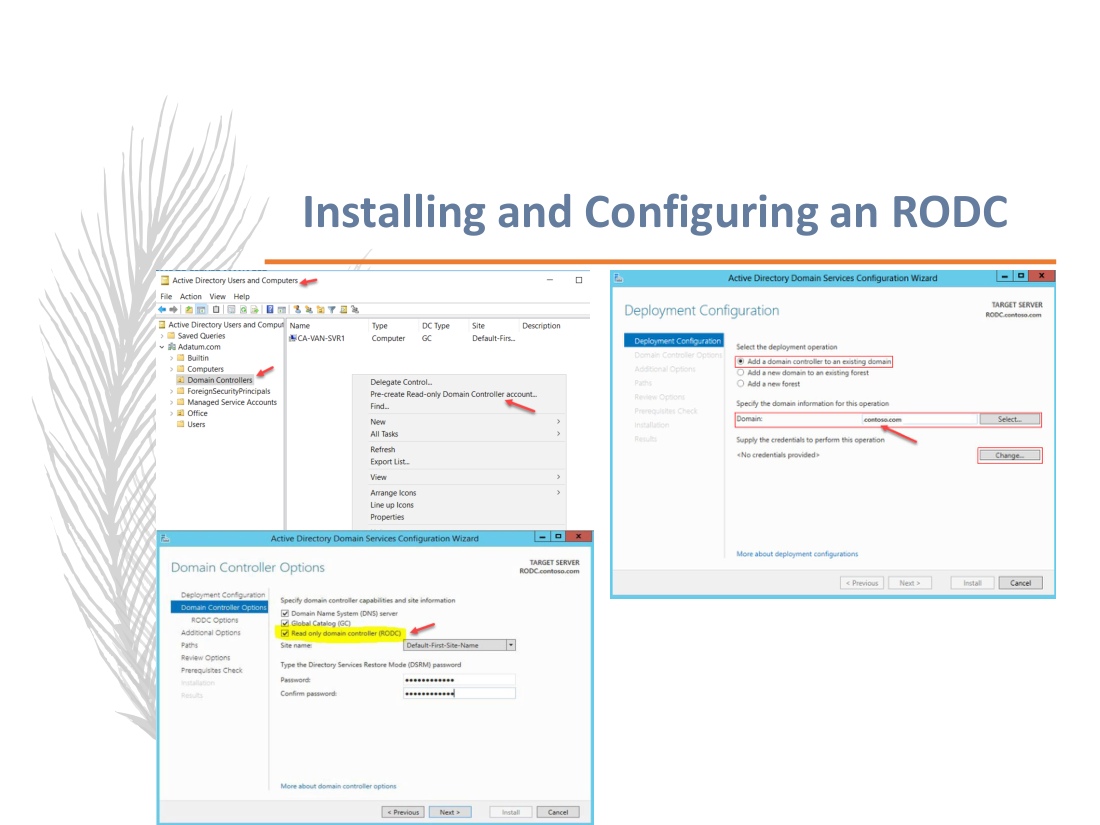 Installing and Configuring an RODC
Active Directory Users and Computers
File Action View Help
Active Directory Users and Comput
Saved Queries
Adatum.com
Builtin
Computers
Domain Controllers
ForeignSecurityPrincipals
Managed Service Accounts
Office
Users
Name Type DC Type Site Description
CA-VAN-SVR1 Computer GC Default-Firs...
Delegate Control...
Pre-create Read-only Domain Controller account...
Find...
New
All Tasks
Refresh
Export List...
View
Arrange Icons
Line up Icons
Properties
Active Directory Domain Services Configuration Wizard
Deployment Configuration
TARGET SERVER
RODC.contoso.com
Deployment Configuration
Domain Controller Options
Additional Options
Paths
Review Options
Prerequisites Check
Installation
Results
Select the deployment operation
Add a domain controller to an existing domain
Add a new domain to an existing forest
Add a new forest
Specify the domain information for this operation
Domain: contoso.com Select...
Supply the credentials to perform this operation
<No credentials provided> Change...
More about deployment configurations
< Previous Next > Install Cancel
Active Directory Domain Services Configuration Wizard
Domain Controller Options
TARGET SERVER
RODC.contoso.com
Deployment Configuration
Domain Controller Options
RODC Options
Additional Options
Paths
Review Options
Prerequisites Check
Installation
Results
Specify domain controller capabilities and site information
Domain Name System (DNS) server
Global Catalog (GC)
Read only domain controller (RODC)
Site name: Default-First-Site-Name
Type the Directory Services Restore Mode (DSRM) password
Password: ●●●●●●●●●●●●
Confirm password: ●●●●●●●●●●●●
More about domain controller options
< Previous Next > Install Cancel